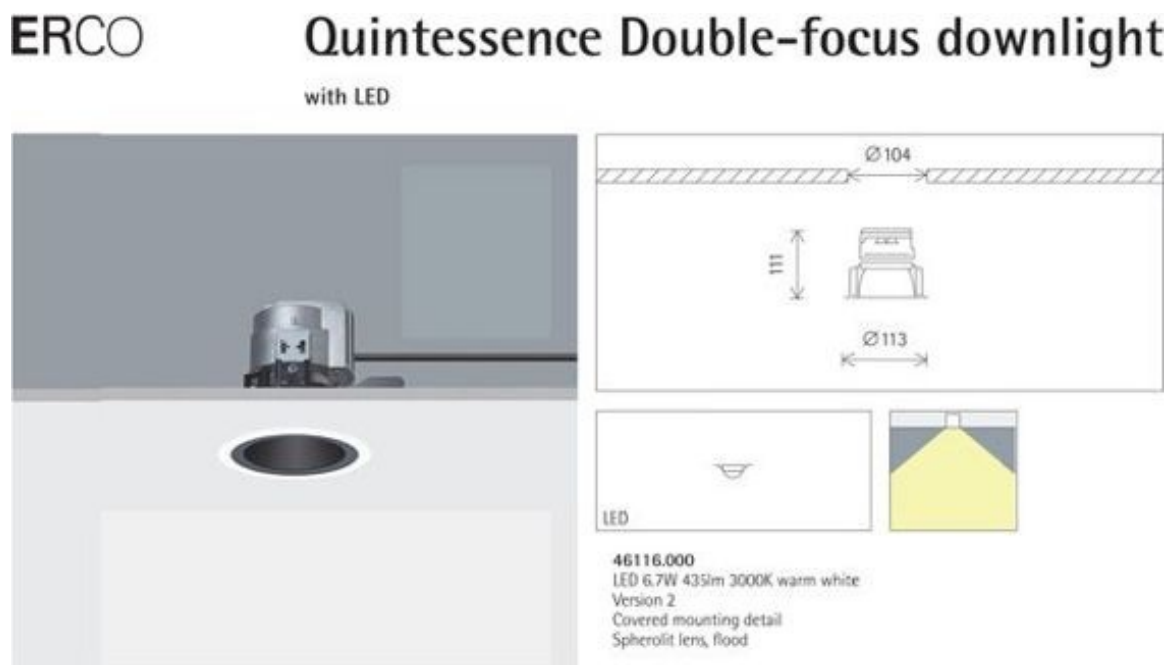 ERCO
Quintessence Double-focus downlight
with LED
Ø104
111
Ø113
LED
46116.000
LED 6.7W 435lm 3000K warm white
Version 2
Covered mounting detail
Spherolit lens, flood